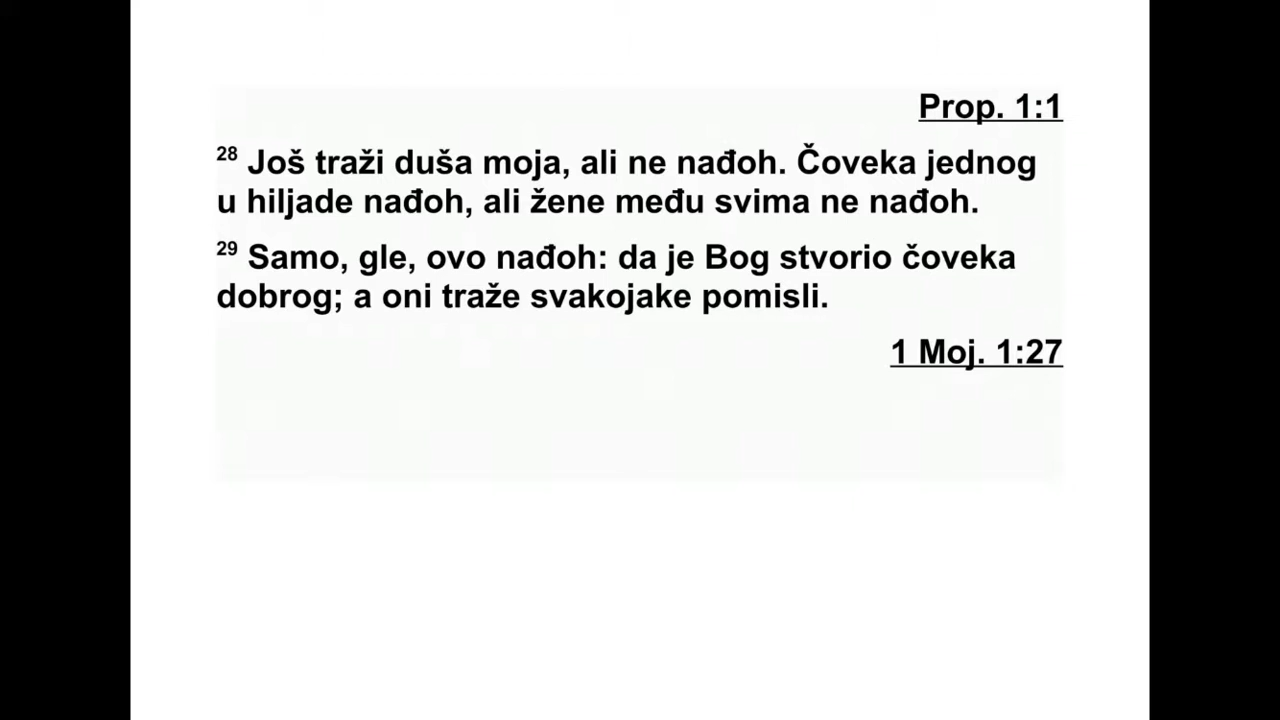 Prop. 1:1
28 Još traži duša moja, ali ne nađoh. Čoveka jednog
u hiljade nađoh, ali žene među svima ne nađoh.
29 Samo, gle, ovo nađoh: da je Bog stvorio čoveka
dobrog; a oni traže svakojake pomisli.
1 Moj. 1:27